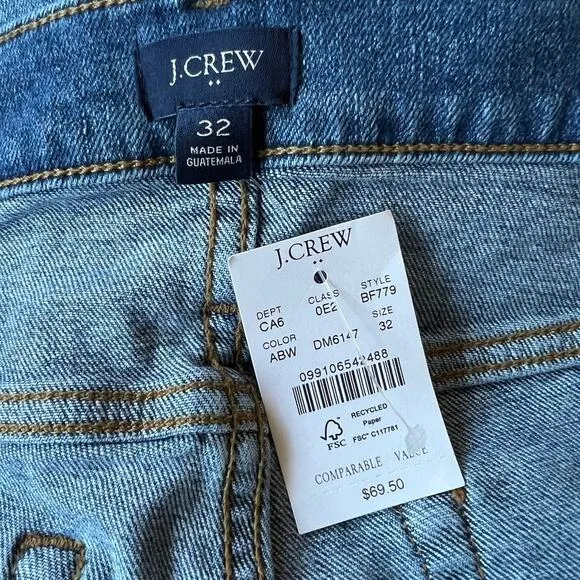 J.CREW
32
MADE IN
GUATEMALA
J.CREW
DEPT CLASS STYLE
CA6 0E2 BF779
COLOR SIZE
ABW DM6147 32
099106542488
RECYCLED
Paper
FSC FSC® C117781
COMPARABLE VALUE
$69.50